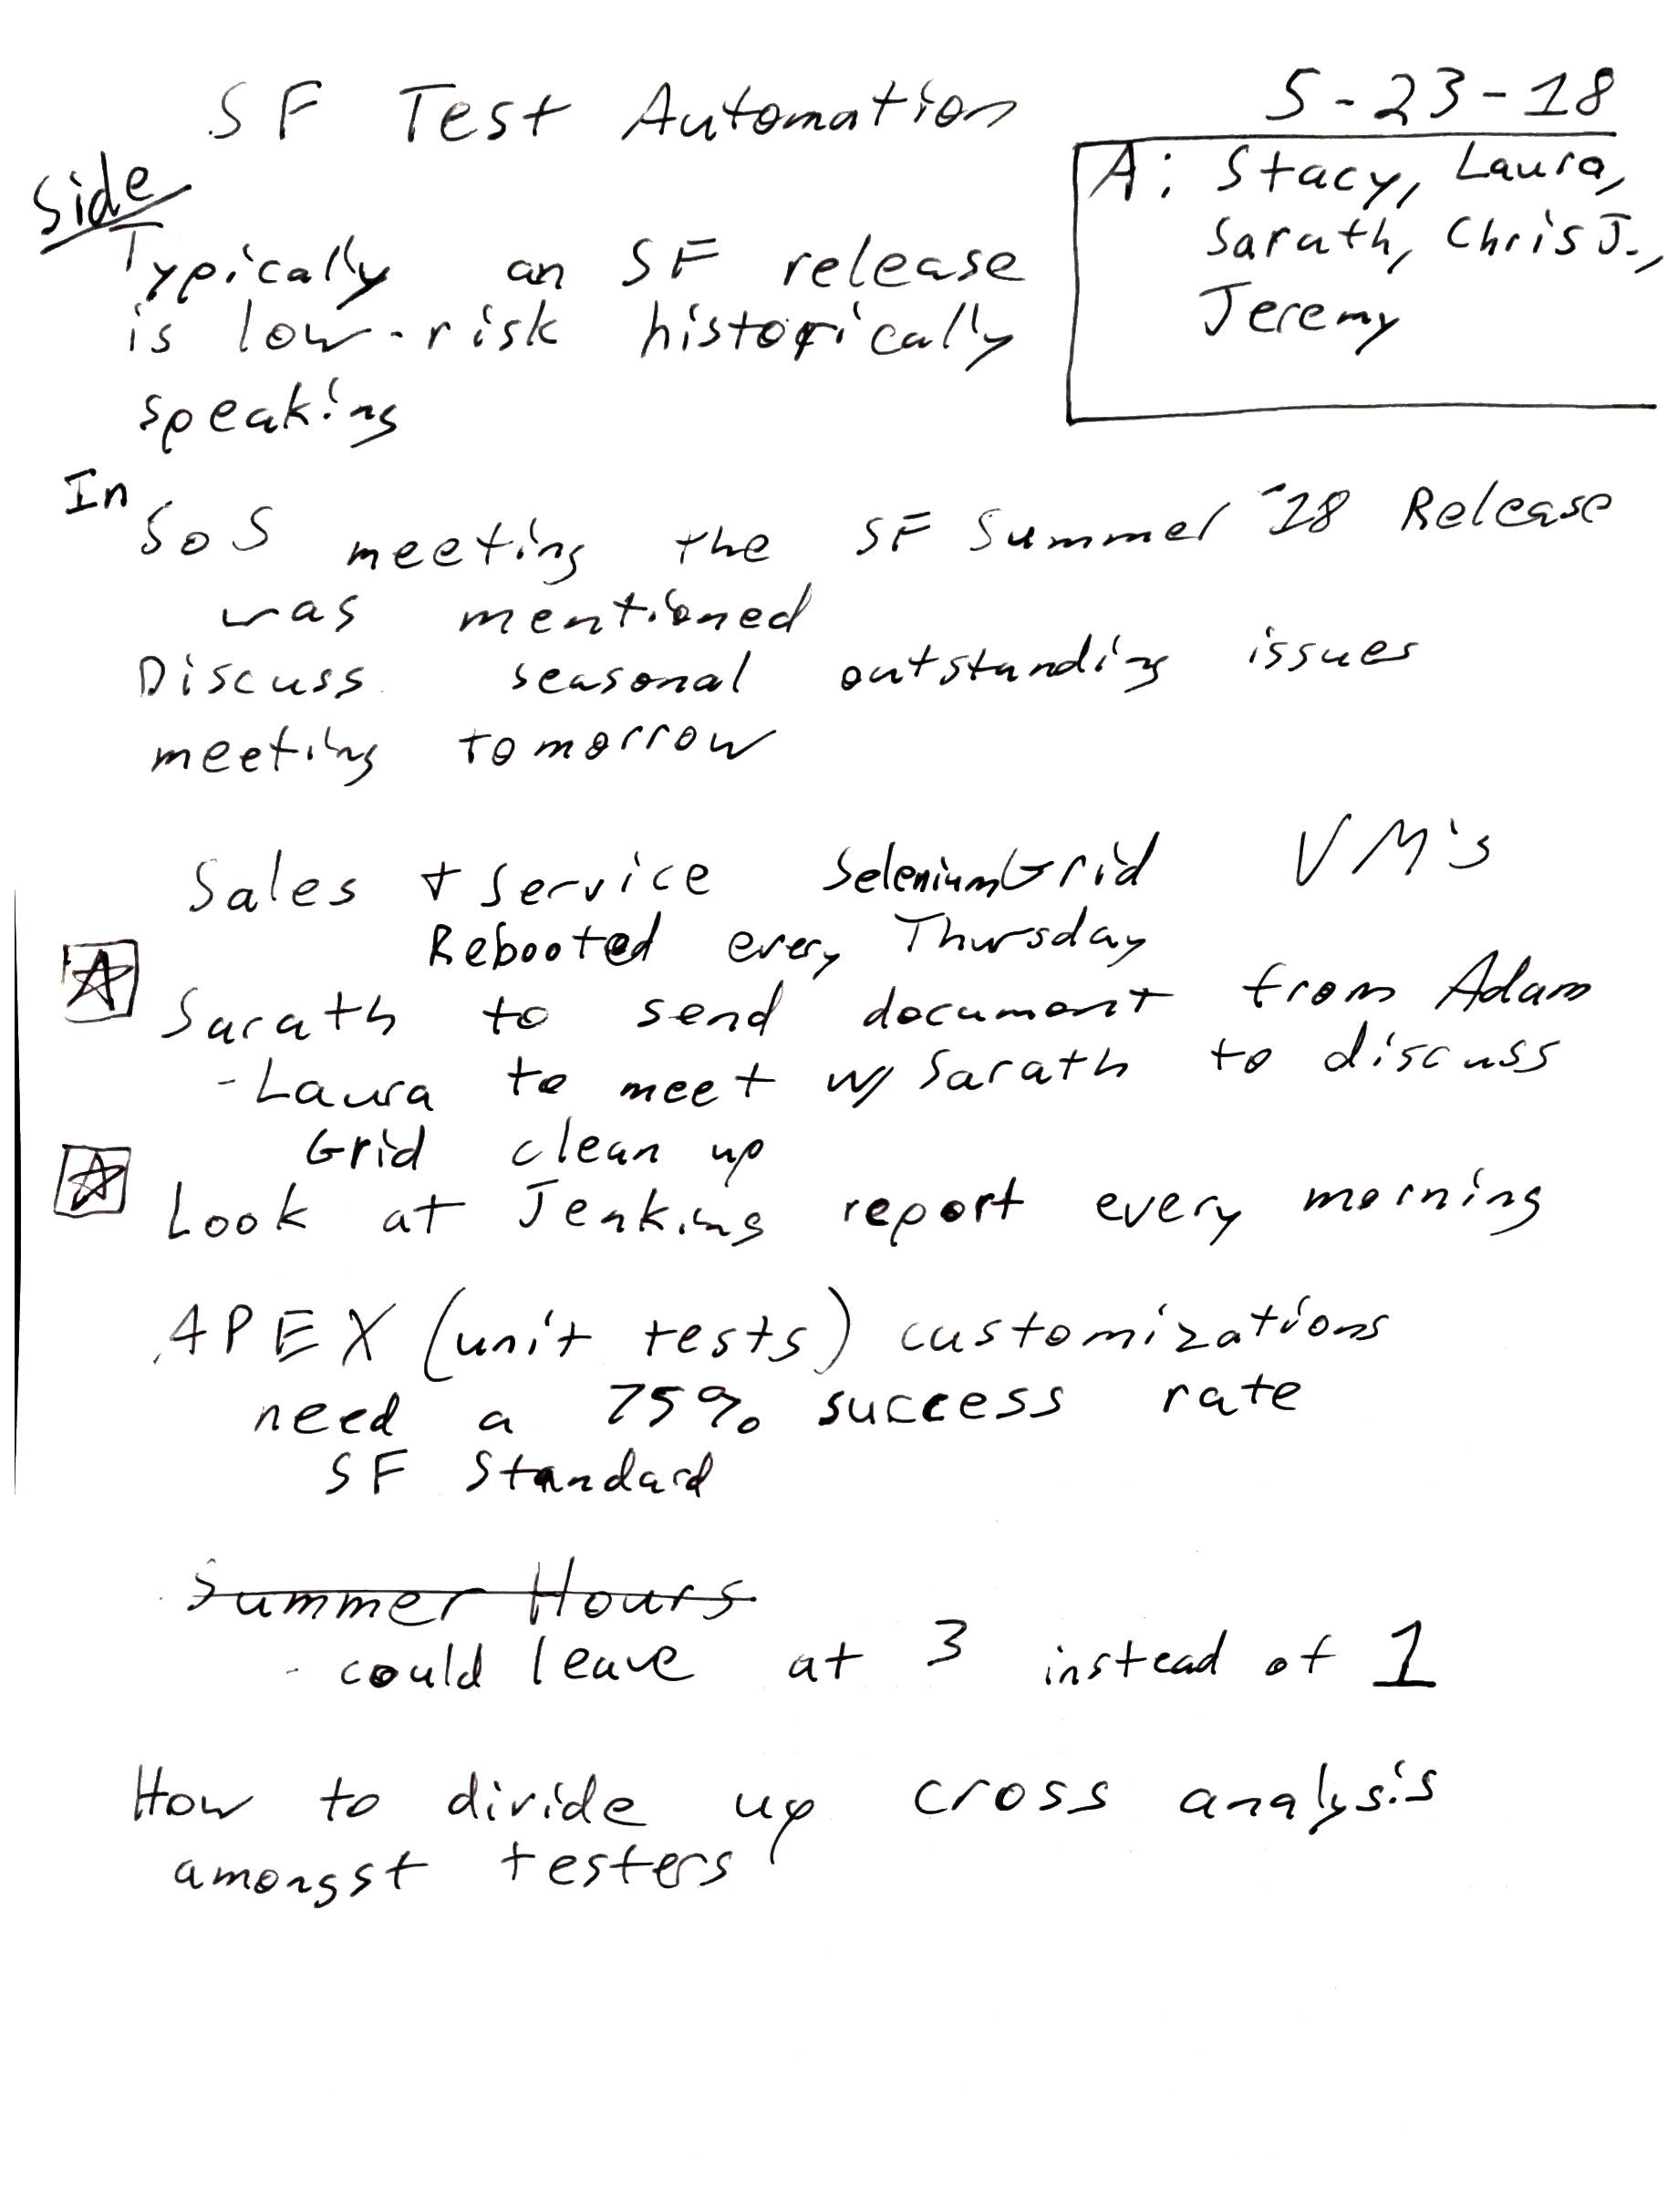 SF Test Automation
5-23-18
A: Stacy, Laura,
Sarath, Chris J.,
Jeremy
Side
Typically an SF release
is low-risk historically
speaking
In SoS meeting the SF Summer '18 Release
was mentioned
Discuss seasonal outstanding issues
meeting tomorrow
Sales + Service SeleniumGrid VM's
Rebooted every Thursday
Sarath to send document from Adam
-Laura to meet w/ Sarath to discuss
Grid clean up
Look at Jenkins report every morning
APEX (unit tests) customizations
need a 75% success rate
SF Standard
Summer Hours
- could leave at 3 instead of 1
How to divide up cross analysis
amongst testers